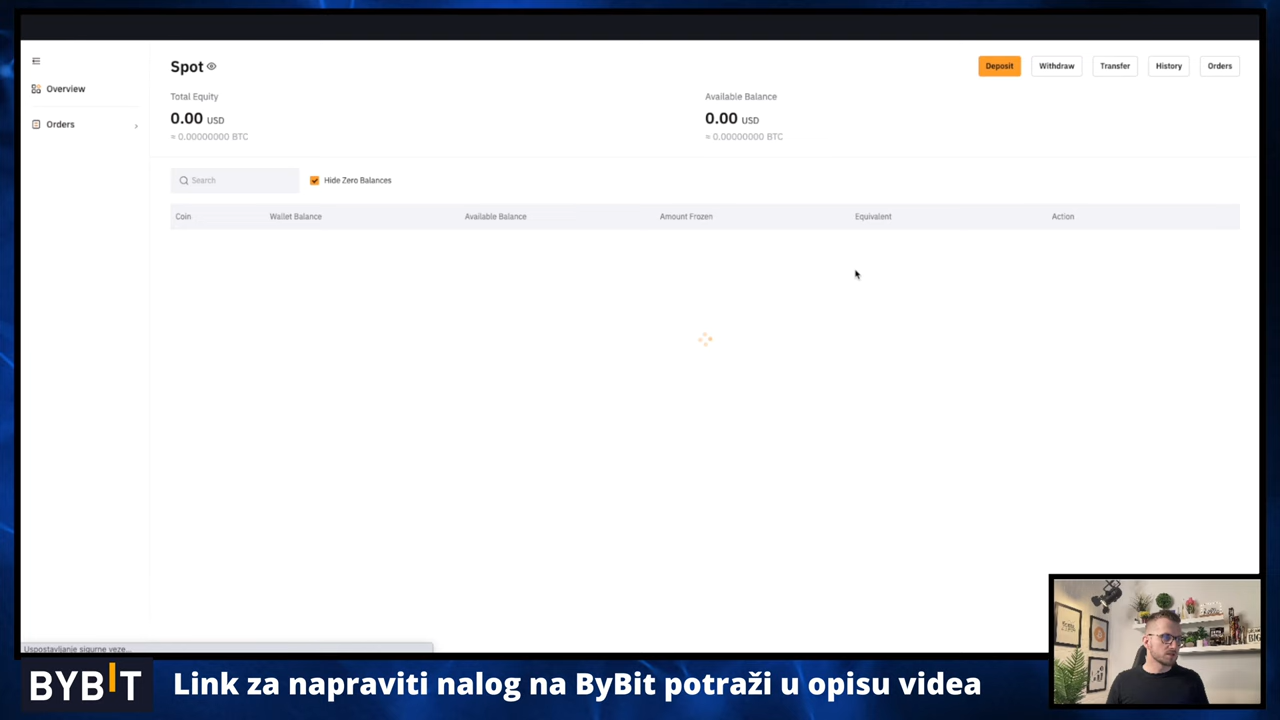 Spot
Deposit
Withdraw
Transfer
History
Orders
Overview
Orders
Total Equity
0.00 USD
≈ 0.00000000 BTC
Available Balance
0.00 USD
≈ 0.00000000 BTC
Search
Hide Zero Balances
Coin
Wallet Balance
Available Balance
Amount Frozen
Equivalent
Action
Uspostavljanje sigurne veze...
BYBIT
Link za napraviti nalog na ByBit potraži u opisu videa